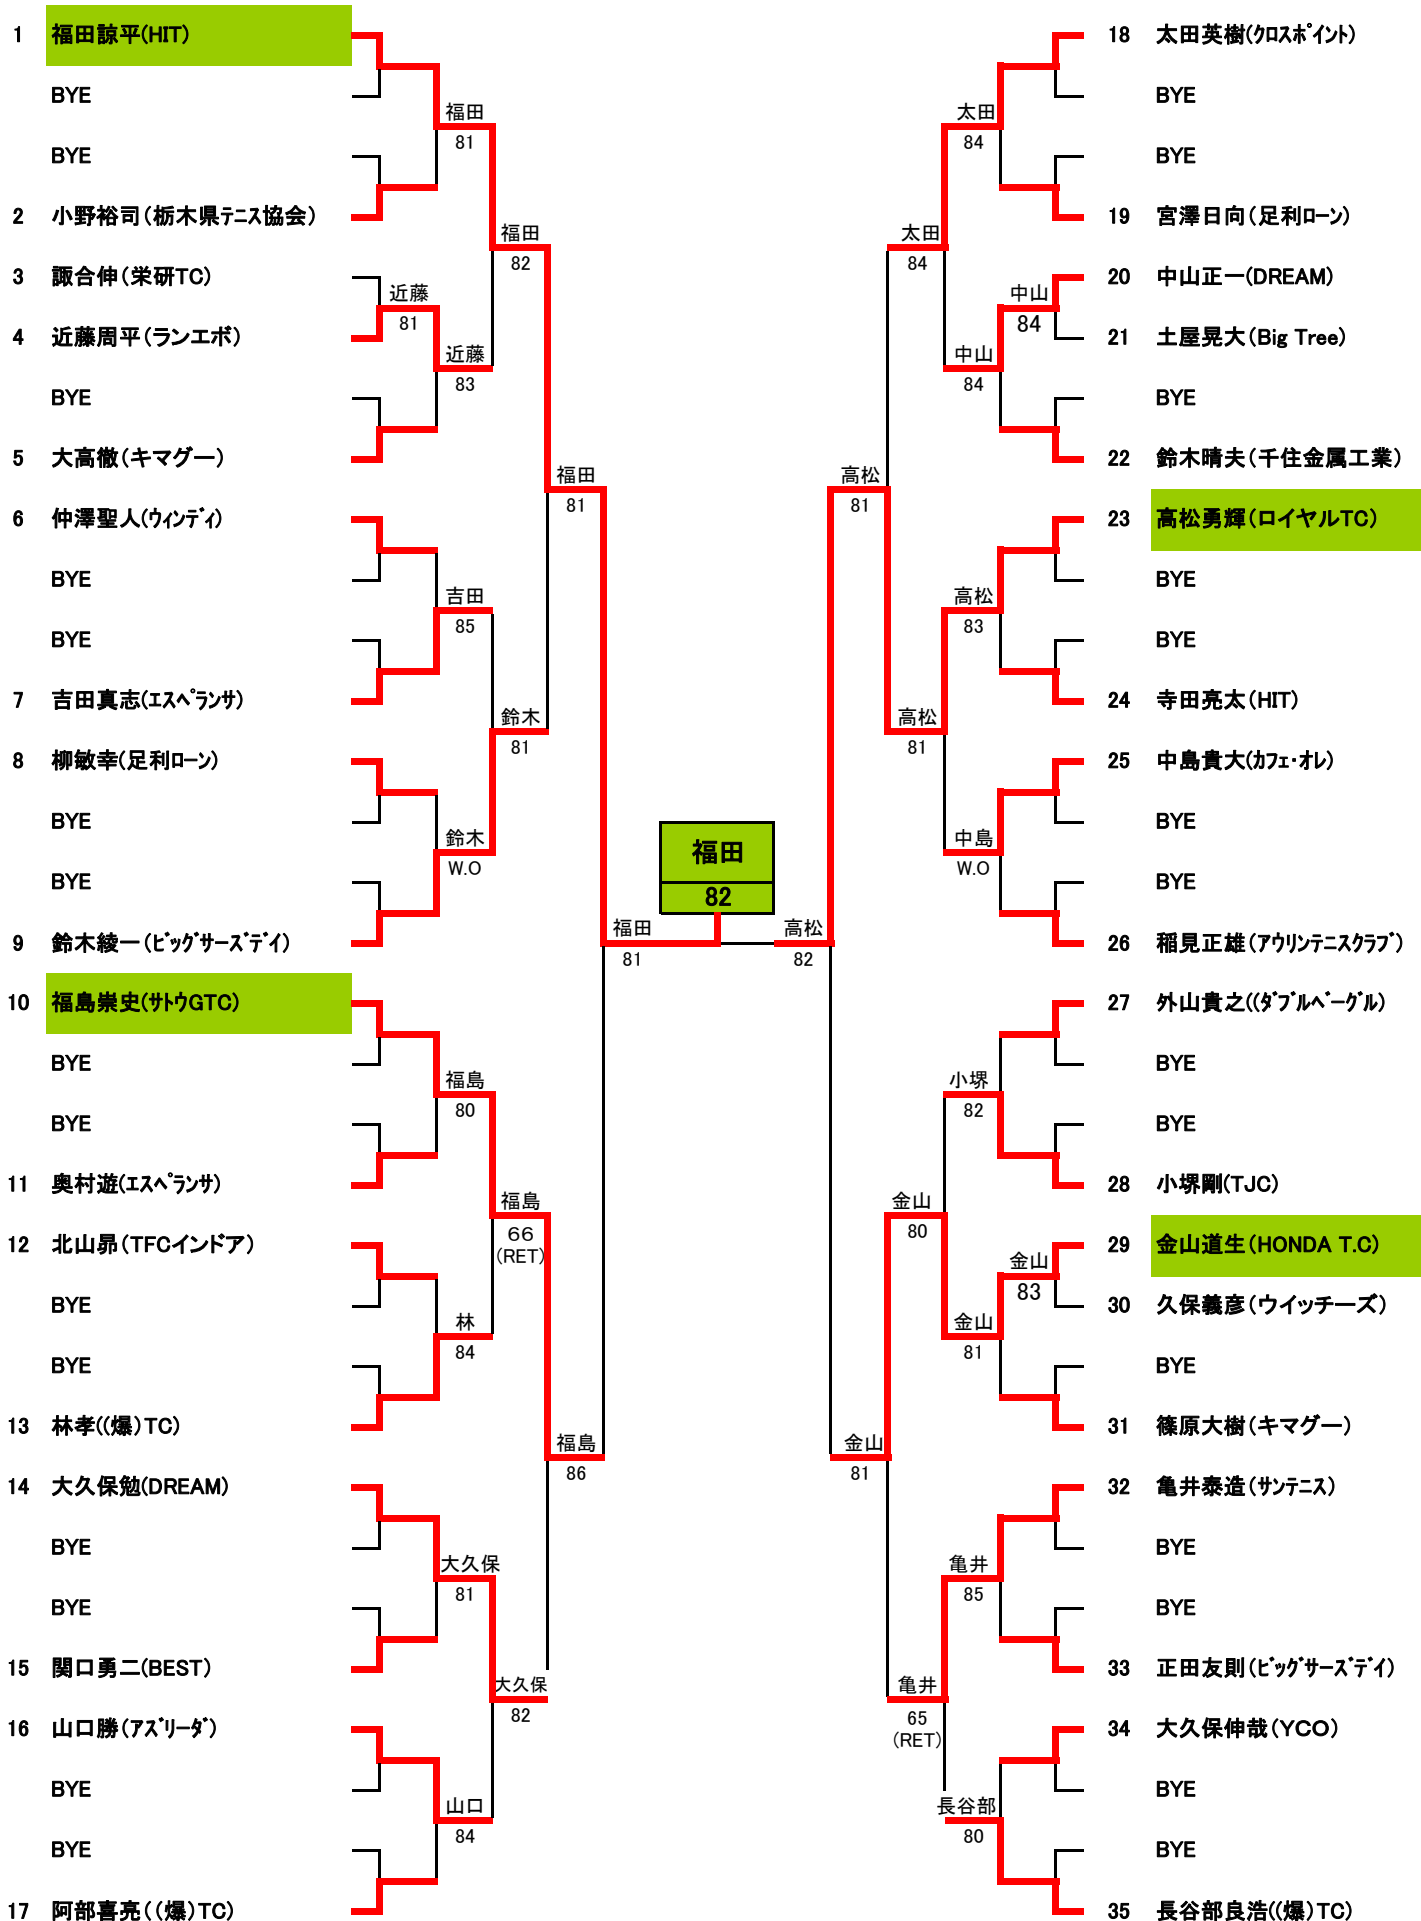 1 福田諒平(HIT)
BYE
BYE
2 小野裕司(栃木県テニス協会)
3 諏合伸(栄研TC)
4 近藤周平(ランエボ)
BYE
5 大高徹(キマグー)
6 仲澤聖人(ウィンディ)
BYE
BYE
7 吉田真志(エスペランサ)
8 柳敏幸(足利ローン)
BYE
BYE
9 鈴木綾一(ビッグサーズデイ)
10 福島崇史(サトウGTC)
BYE
BYE
11 奥村遊(エスペランサ)
12 北山昴(TFCインドア)
BYE
BYE
13 林孝((爆)TC)
14 大久保勉(DREAM)
BYE
BYE
15 関口勇二(BEST)
16 山口勝(アズリーダ)
BYE
BYE
17 阿部喜亮((爆)TC)
近藤
81
福田
81
近藤
83
吉田
85
鈴木
W.O
福島
80
林
84
大久保
81
山口
84
福田
82
鈴木
81
福島
66
(RET)
大久保
82
福田
81
福島
86
福田
81
福田
82
高松
82
高松
81
金山
81
太田
84
高松
81
金山
80
亀井
65
(RET)
太田
84
中山
84
高松
83
中島
W.O
小堺
82
金山
81
亀井
85
長谷部
80
中山
84
金山
83
18 太田英樹(クロスポイント)
BYE
BYE
19 宮澤日向(足利ローン)
20 中山正一(DREAM)
21 土屋晃大(Big Tree)
BYE
22 鈴木晴夫(千住金属工業)
23 高松勇輝(ロイヤルTC)
BYE
BYE
24 寺田亮太(HIT)
25 中島貴大(カフェ・オレ)
BYE
BYE
26 稲見正雄(アウリンテニスクラブ)
27 外山貴之((ダブルベーグル)
BYE
BYE
28 小堺剛(TJC)
29 金山道生(HONDA T.C)
30 久保義彦(ウイッチーズ)
BYE
31 篠原大樹(キマグー)
32 亀井泰造(サンテニス)
BYE
BYE
33 正田友則(ビッグサーズデイ)
34 大久保伸哉(YCO)
BYE
BYE
35 長谷部良浩((爆)TC)